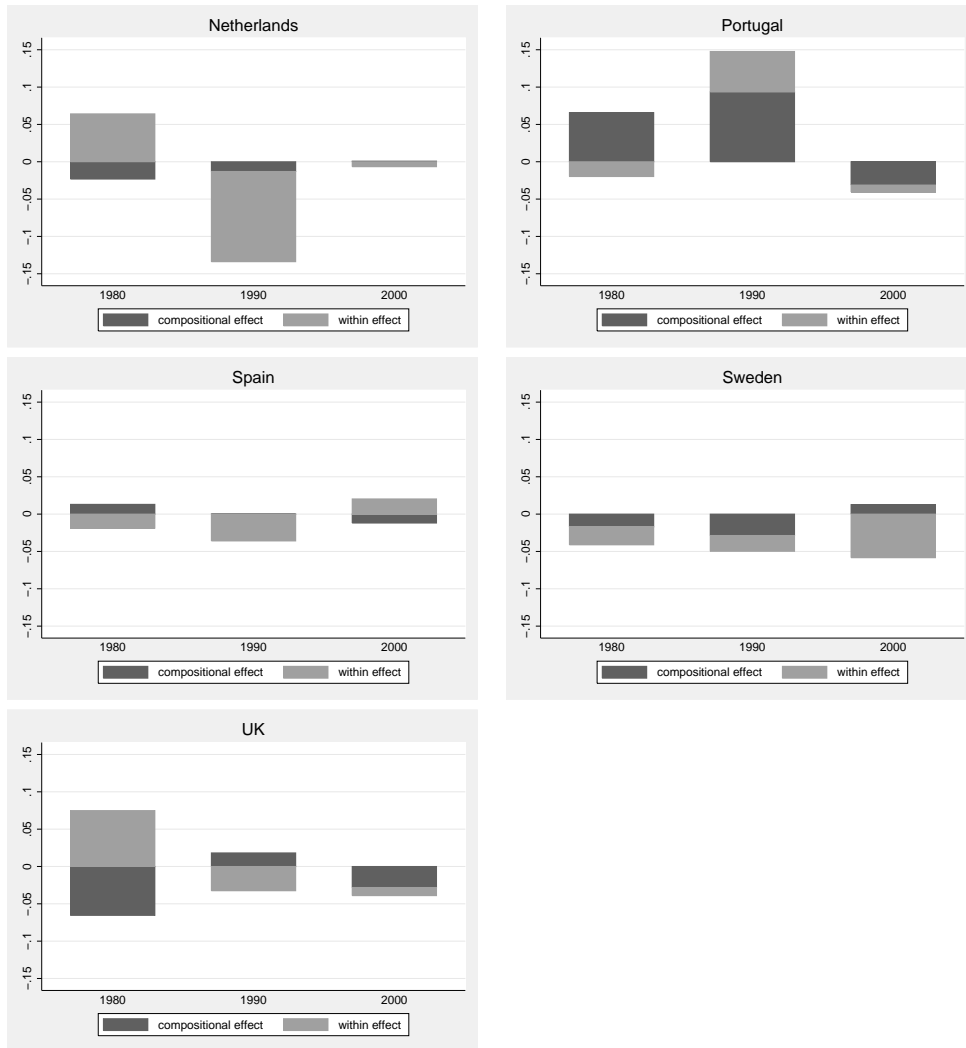 Netherlands
.15
.1
.05
0
−.05
−.1
−.15
1980 1990 2000
compositional effect within effect
Portugal
.15
.1
.05
0
−.05
−.1
−.15
1980 1990 2000
compositional effect within effect
Spain
.15
.1
.05
0
−.05
−.1
−.15
1980 1990 2000
compositional effect within effect
Sweden
.15
.1
.05
0
−.05
−.1
−.15
1980 1990 2000
compositional effect within effect
UK
.15
.1
.05
0
−.05
−.1
−.15
1980 1990 2000
compositional effect within effect